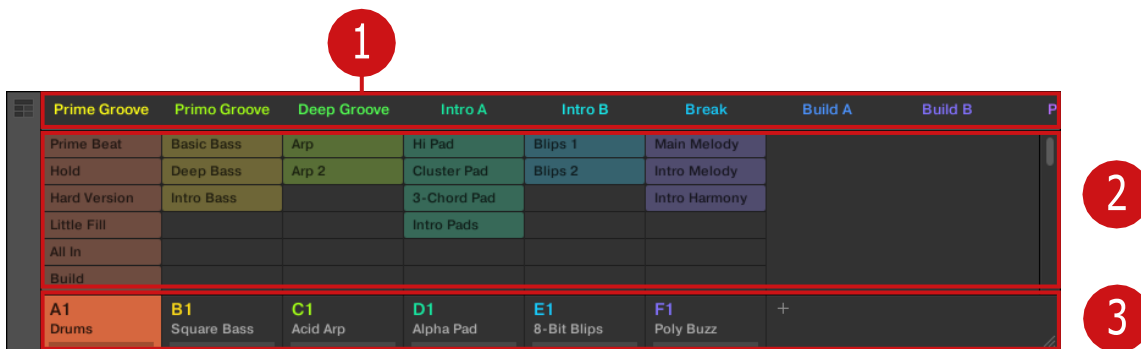 1
Prime Groove Primo Groove Deep Groove Intro A Intro B Break Build A Build B P
Prime Beat Basic Bass Arp Hi Pad Blips 1 Main Melody
Hold Deep Bass Arp 2 Cluster Pad Blips 2 Intro Melody
Hard Version Intro Bass 3-Chord Pad Intro Harmony
2
Little Fill Intro Pads
All In
Build
A1 B1 C1 D1 E1 F1 +
Drums Square Bass Acid Arp Alpha Pad 8-Bit Blips Poly Buzz
3